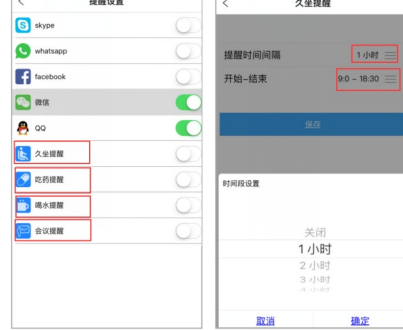 提醒设置
skype
whatsapp
facebook
微信
QQ
久坐提醒
吃药提醒
喝水提醒
会议提醒
久坐提醒
提醒时间间隔 1 小时
开始-结束 9:0 - 18:30
保存
时间段设置
关闭
1 小时
2 小时
3 小时
4 小时
取消 确定